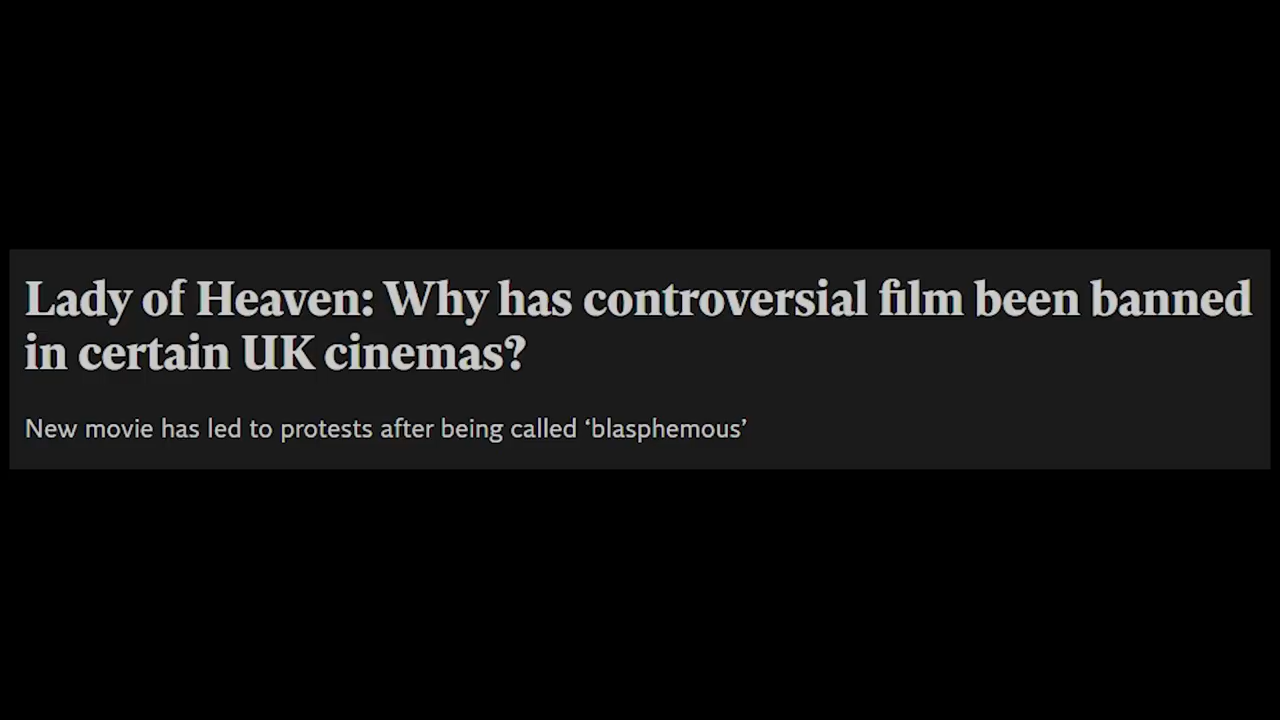 Lady of Heaven: Why has controversial film been banned
in certain UK cinemas?
New movie has led to protests after being called ‘blasphemous’